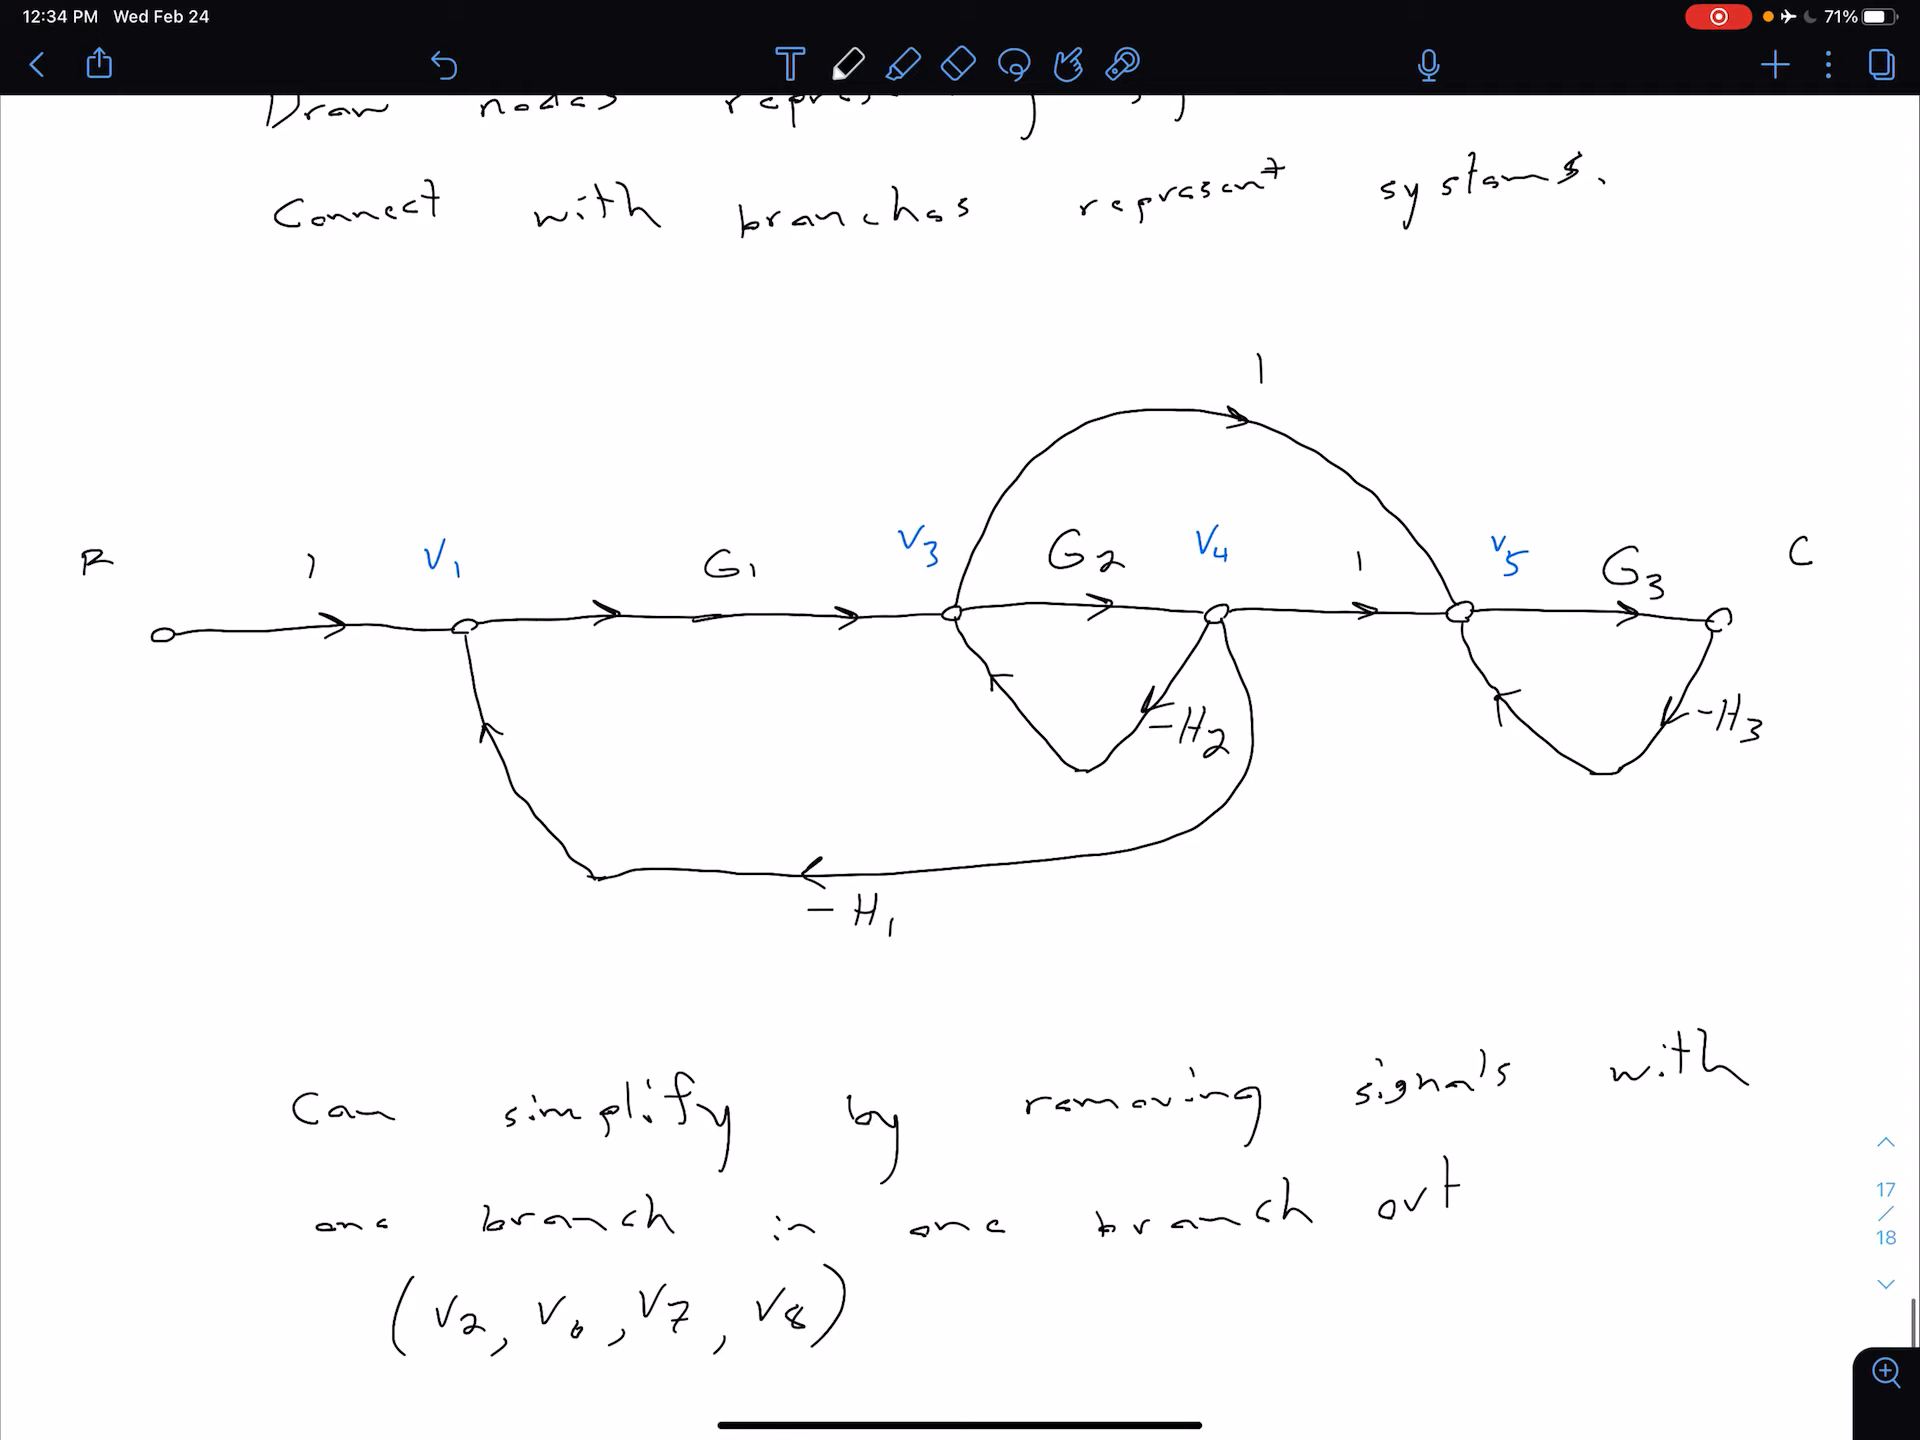 12:34 PM Wed Feb 24
71%
Draw nodes
Connect with branches represent systems.
1
R 1 V1 G1 V3 G2 V4 1 V5 G3 C
-H2 -H3
-H1
Can simplify by removing signals with
one branch in one branch out
(V2, V6, V7, V8)
17
/
18